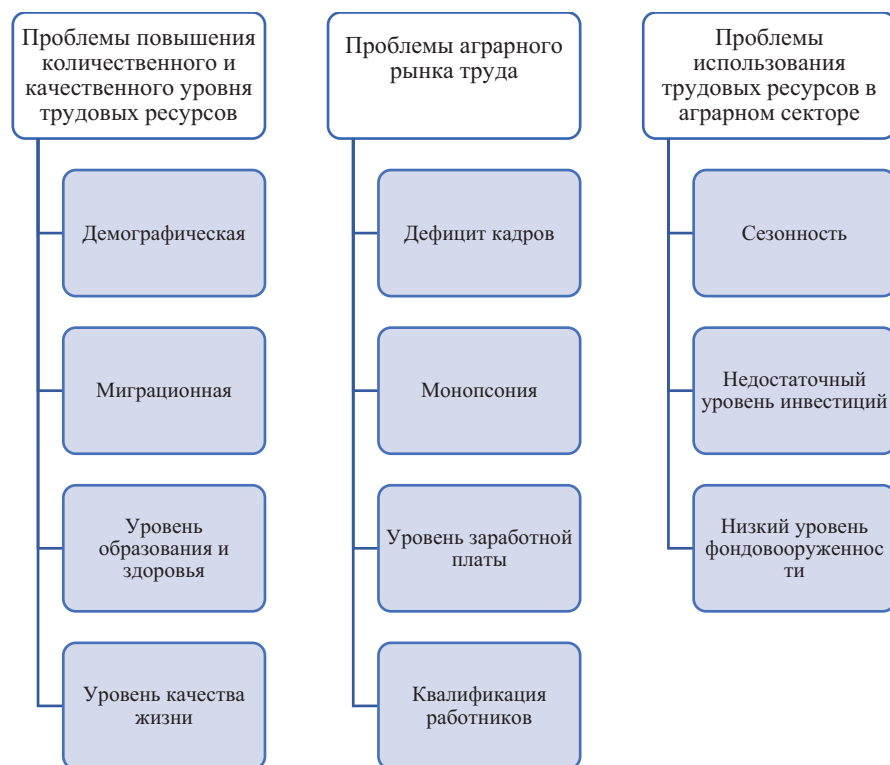 Проблемы повышения
количественного и
качественного уровня
трудовых ресурсов
Демографическая
Миграционная
Уровень
образования и
здоровья
Уровень качества
жизни
Проблемы аграрного
рынка труда
Дефицит кадров
Монопсония
Уровень заработной
платы
Квалификация
работников
Проблемы
использования
трудовых ресурсов в
аграрном секторе
Сезонность
Недостаточный
уровень инвестиций
Низкий уровень
фондовооруженнос
ти